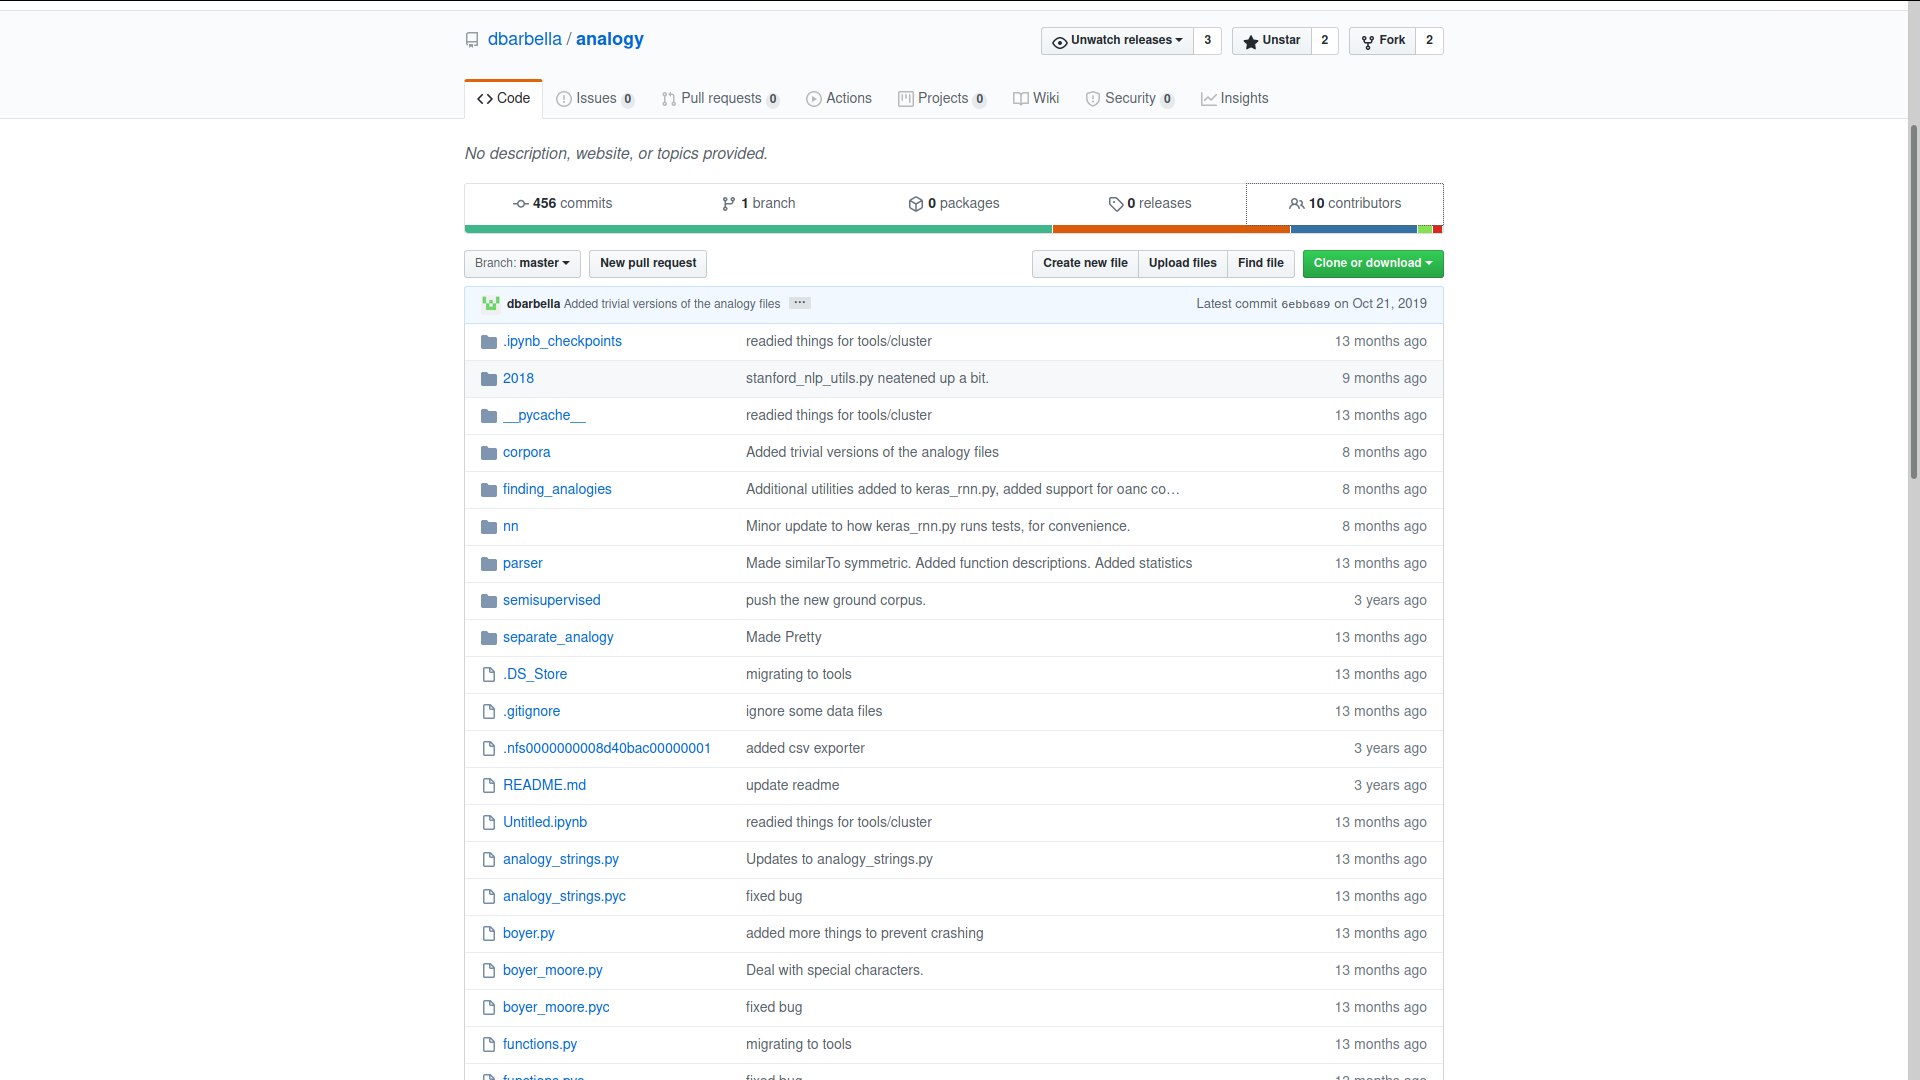 dbarbella / analogy
Unwatch releases 3 Unstar 2 Fork 2
Code Issues 0 Pull requests 0 Actions Projects 0 Wiki Security 0 Insights
No description, website, or topics provided.
456 commits 1 branch 0 packages 0 releases 10 contributors
Branch: master New pull request Create new file Upload files Find file Clone or download
dbarbella Added trivial versions of the analogy files ... Latest commit 6ebb689 on Oct 21, 2019
.ipynb_checkpoints readied things for tools/cluster 13 months ago
2018 stanford_nlp_utils.py neatened up a bit. 9 months ago
__pycache__ readied things for tools/cluster 13 months ago
corpora Added trivial versions of the analogy files 8 months ago
finding_analogies Additional utilities added to keras_rnn.py, added support for oanc co… 8 months ago
nn Minor update to how keras_rnn.py runs tests, for convenience. 8 months ago
parser Made similarTo symmetric. Added function descriptions. Added statistics 13 months ago
semisupervised push the new ground corpus. 3 years ago
separate_analogy Made Pretty 13 months ago
.DS_Store migrating to tools 13 months ago
.gitignore ignore some data files 13 months ago
.nfs0000000008d40bac00000001 added csv exporter 3 years ago
README.md update readme 3 years ago
Untitled.ipynb readied things for tools/cluster 13 months ago
analogy_strings.py Updates to analogy_strings.py 13 months ago
analogy_strings.pyc fixed bug 13 months ago
boyer.py added more things to prevent crashing 13 months ago
boyer_moore.py Deal with special characters. 13 months ago
boyer_moore.pyc fixed bug 13 months ago
functions.py migrating to tools 13 months ago
functions.pyc fixed bug 13 months ago